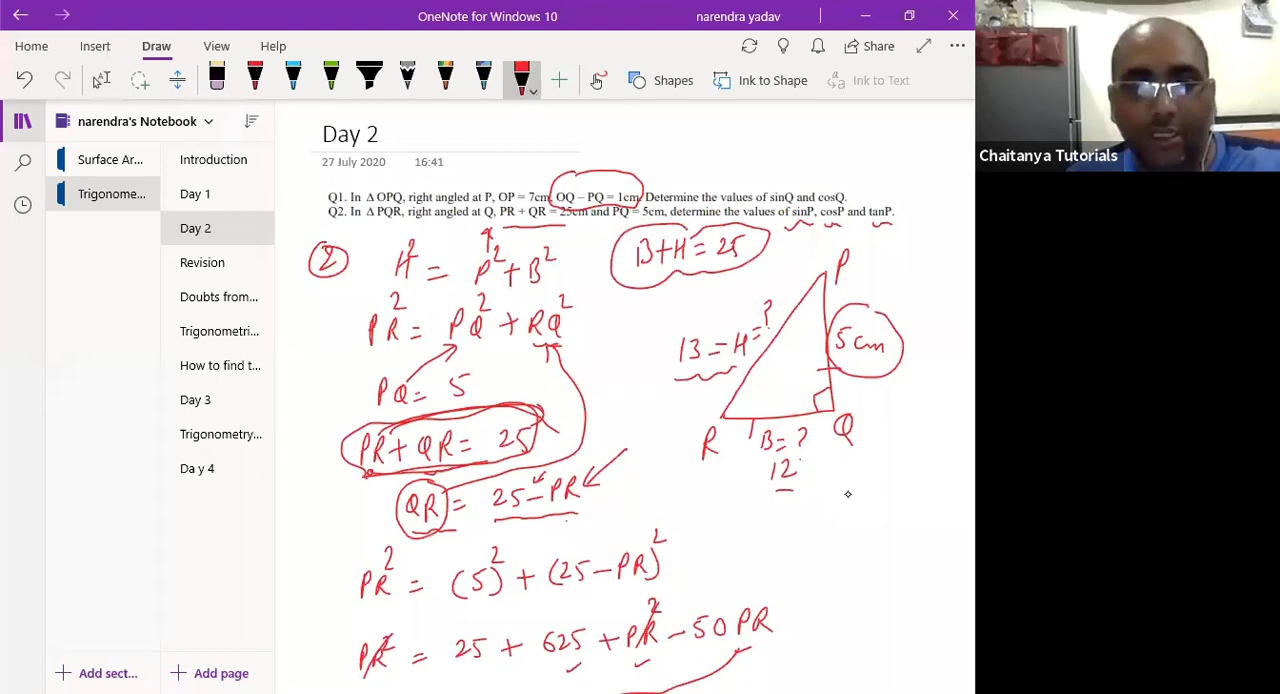 OneNote for Windows 10
narendra yadav
Home Insert Draw View Help
Share
Shapes Ink to Shape Ink to Text
narendra's Notebook
Surface Ar...
Trigonome...
Introduction
Day 1
Day 2
Revision
Doubts from...
Trigonometri...
How to find t...
Day 3
Trigonometry...
Da y 4
Add sect...
Add page
Day 2
27 July 2020 16:41
Q1. In Δ OPQ, right angled at P, OP = 7cm, OQ – PQ = 1cm, Determine the values of sinQ and cosQ.
Q2. In Δ PQR, right angled at Q, PR + QR = 25cm and PQ = 5cm, determine the values of sinP, cosP and tanP.
2
H² = P² + B²
B+H = 25
PR² = PQ² + RQ²
PQ = 5
PR + QR = 25
QR = 25 – PR
PR² = (5)² + (25 – PR)²
PR² = 25 + 625 + PR² – 50 PR
P
13 = H = ?
5 cm
R B = ? Q
12
Chaitanya Tutorials